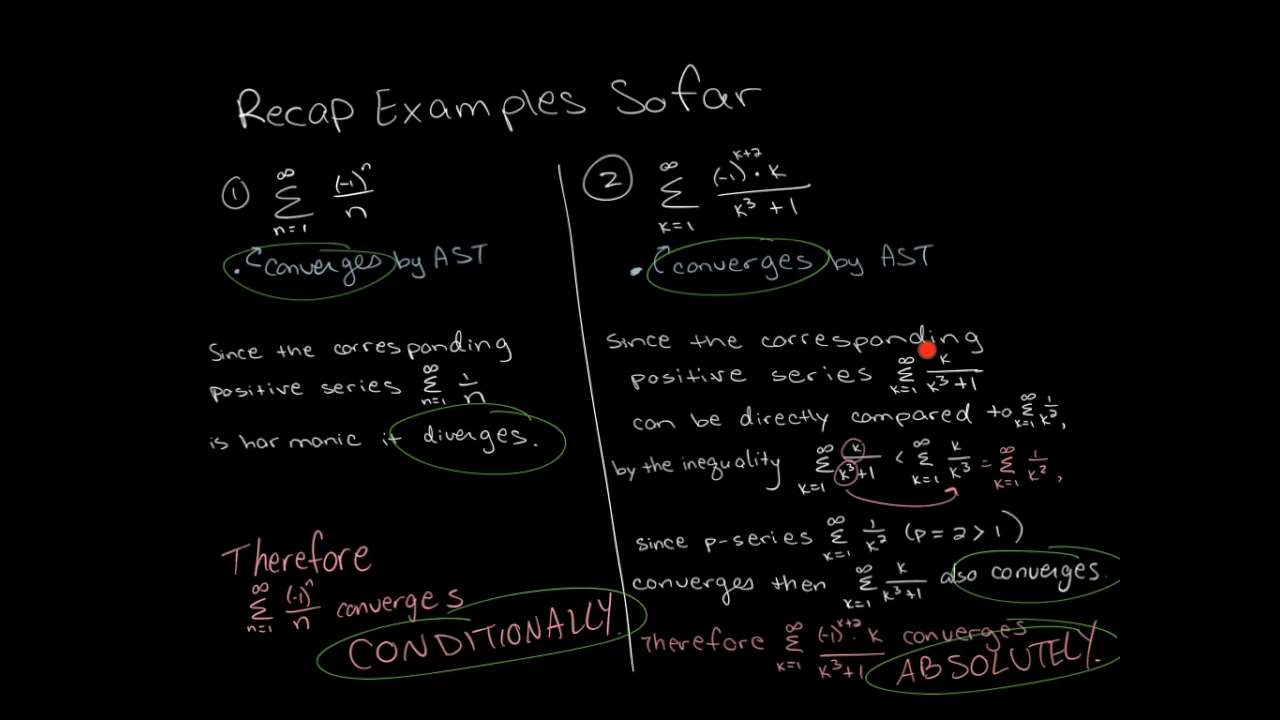 Recap Examples So far
① ∞ Σ n=1 (-1)^n / n
• converges by AST
Since the corresponding
positive series ∞ Σ n=1 1/n
is harmonic it diverges.
Therefore
∞ Σ n=1 (-1)^n / n converges
CONDITIONALLY.
② ∞ Σ k=1 (-1)^k+2 · k / k^3 + 1
• converges by AST
Since the corresponding
positive series ∞ Σ k=1 k / k^3 + 1
can be directly compared to ∞ Σ k=1 1/k^2,
by the inequality ∞ Σ k=1 k / k^3 + 1 < ∞ Σ k=1 k / k^3 = ∞ Σ k=1 1/k^2,
since p-series ∞ Σ k=1 1/k^2 (p = 2 > 1)
converges then ∞ Σ k=1 k / k^3 + 1 also converges.
Therefore ∞ Σ k=1 (-1)^k+2 · k / k^3 + 1 converges
ABSOLUTELY.